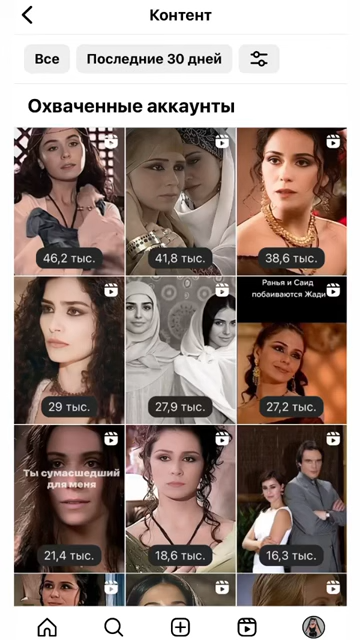 Контент
Все
Последние 30 дней
Охваченные аккаунты
46,2 тыс.
41,8 тыс.
38,6 тыс.
29 тыс.
27,9 тыс.
Ранья и Саид
побаиваются Жади
27,2 тыс.
Ты сумасшедший
для меня
21,4 тыс.
18,6 тыс.
16,3 тыс.